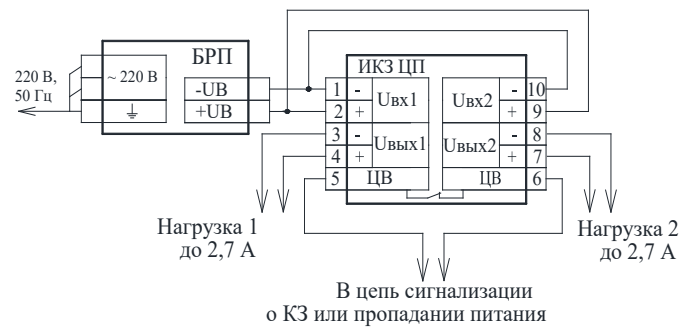 БРП
220 В,
50 Гц
~ 220 В
-UВ
+UВ
ИКЗ ЦП
1 - Uвх1 Uвх2 - 10
2 + + 9
3 - Uвых1 Uвых2 - 8
4 + + 7
5 ЦВ ЦВ 6
Нагрузка 1
до 2,7 А
Нагрузка 2
до 2,7 А
В цепь сигнализации
о КЗ или пропадании питания